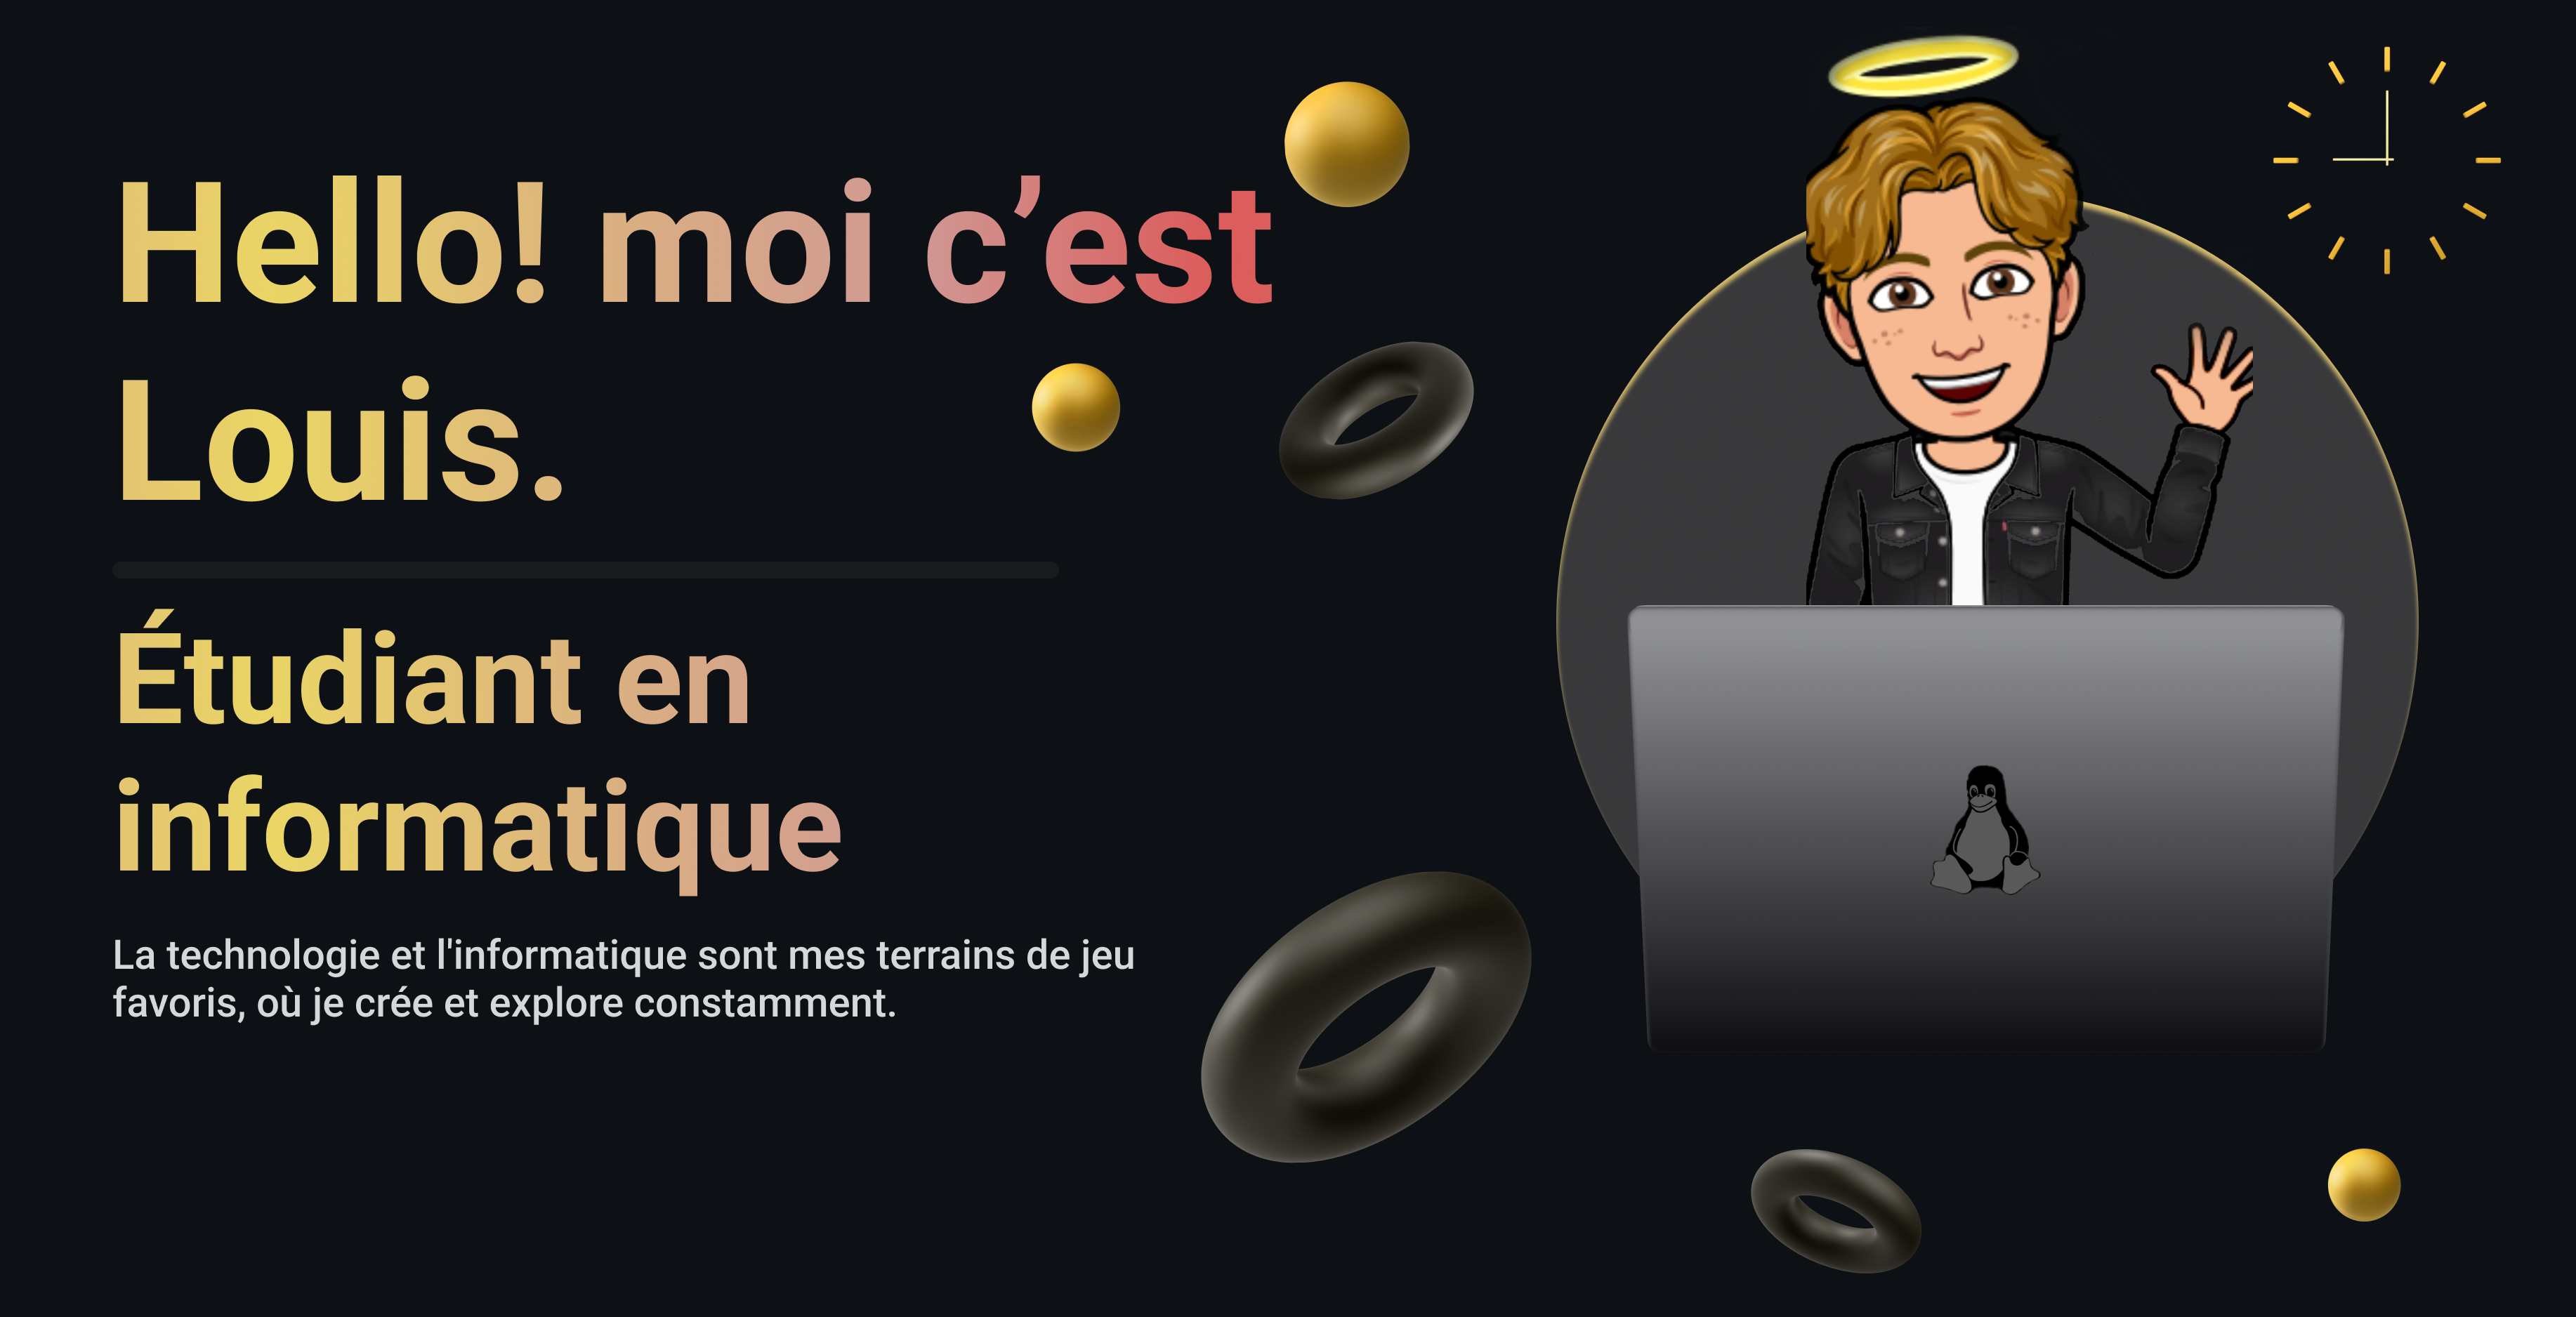 Hello! moi c’est
Louis.
Étudiant en
informatique
La technologie et l'informatique sont mes terrains de jeu
favoris, où je crée et explore constamment.